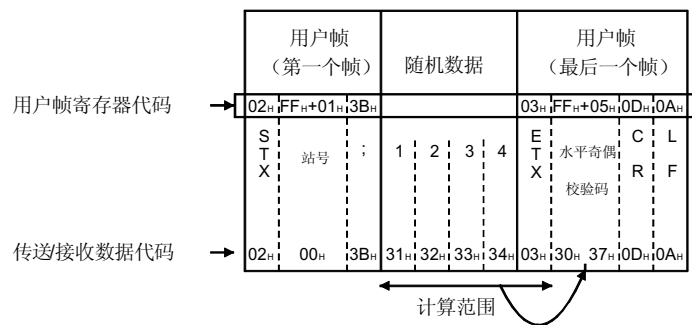 用户帧
（第一个帧）
随机数据
用户帧
（最后一个帧）
用户帧寄存器代码
02H FFH+01H 3BH 03H FFH+05H 0DH 0AH
STX 站号 ; 1 2 3 4 ETX 水平奇偶校验码 CR LF
传送/接收数据代码
02H 00H 3BH 31H 32H 33H 34H 03H 30H 37H 0DH 0AH
计算范围